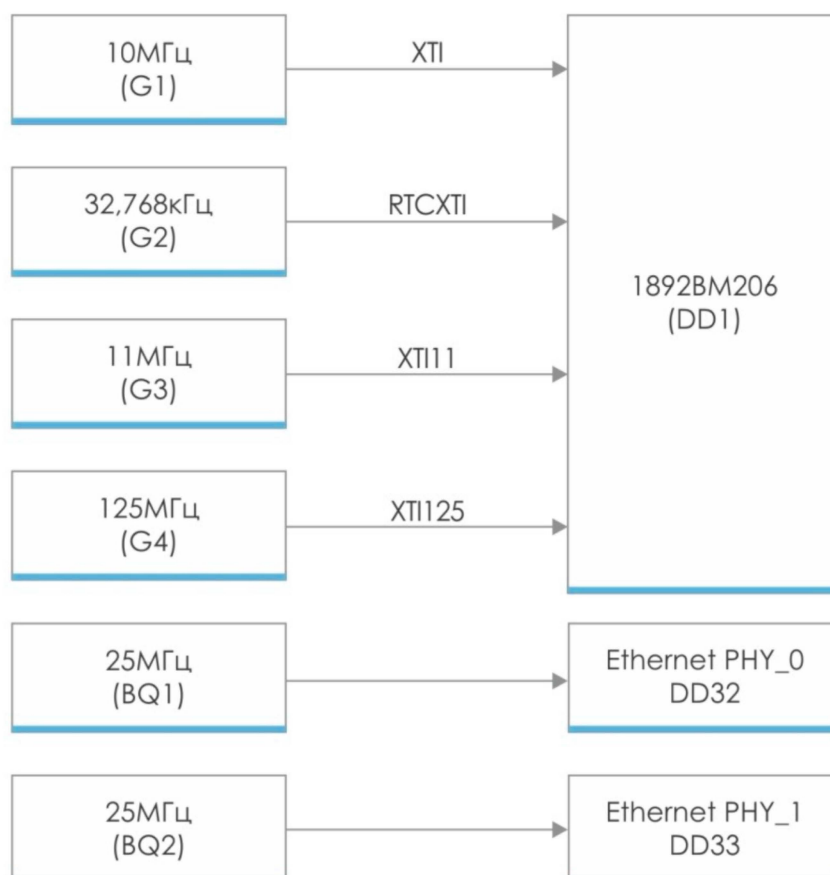 10МГц
(G1)
XTI
32,768кГц
(G2)
RTCXTI
1892ВМ206
(DD1)
11МГц
(G3)
XTI11
125МГц
(G4)
XTI125
25МГц
(BQ1)
Ethernet PHY_0
DD32
25МГц
(BQ2)
Ethernet PHY_1
DD33